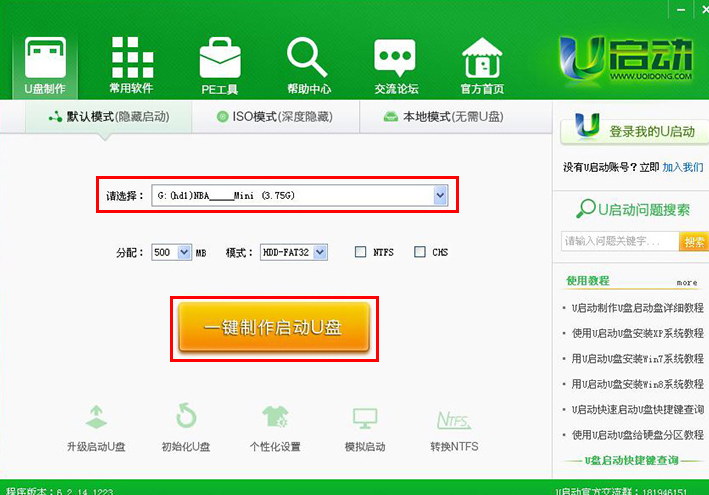 U盘制作
常用软件
PE工具
帮助中心
交流论坛
官方首页
U启动
WWW.UQIDONG.COM
默认模式(隐藏启动)
ISO模式(深度隐藏)
本地模式(无需U盘)
请选择：
G:(hd1)NBA_____Mini (3.75G)
分配：
500
MB
模式：
HDD-FAT32
NTFS
CHS
一键制作启动U盘
升级启动U盘
初始化U盘
个性化设置
模拟启动
NTFS
转换NTFS
U
登录我的U启动
没有U启动账号？立即 加入我们
U启动问题搜索
请输入问题关键字...
搜索
使用教程
more
U启动制作U盘启动盘详细教程
使用U启动U盘安装XP系统教程
用U启动U盘安装Win7系统教程
用U启动U盘安装Win8系统教程
U启动快速启动U盘快捷键查询
使用U启动U盘给硬盘分区教程
U盘启动快捷键查询
程序版本：6.2.14.1223
U启动官方交流群：181946151